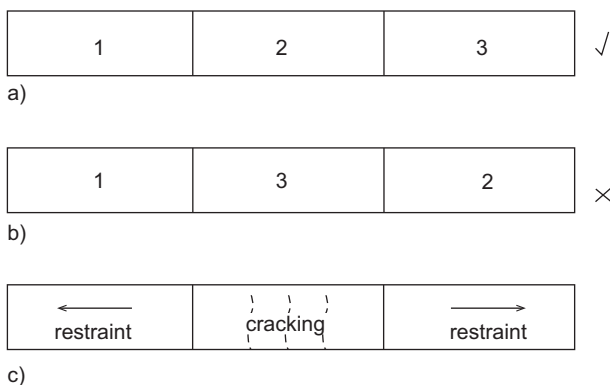 1 2 3 √
a)
1 3 2 ×
b)
restraint cracking restraint
c)